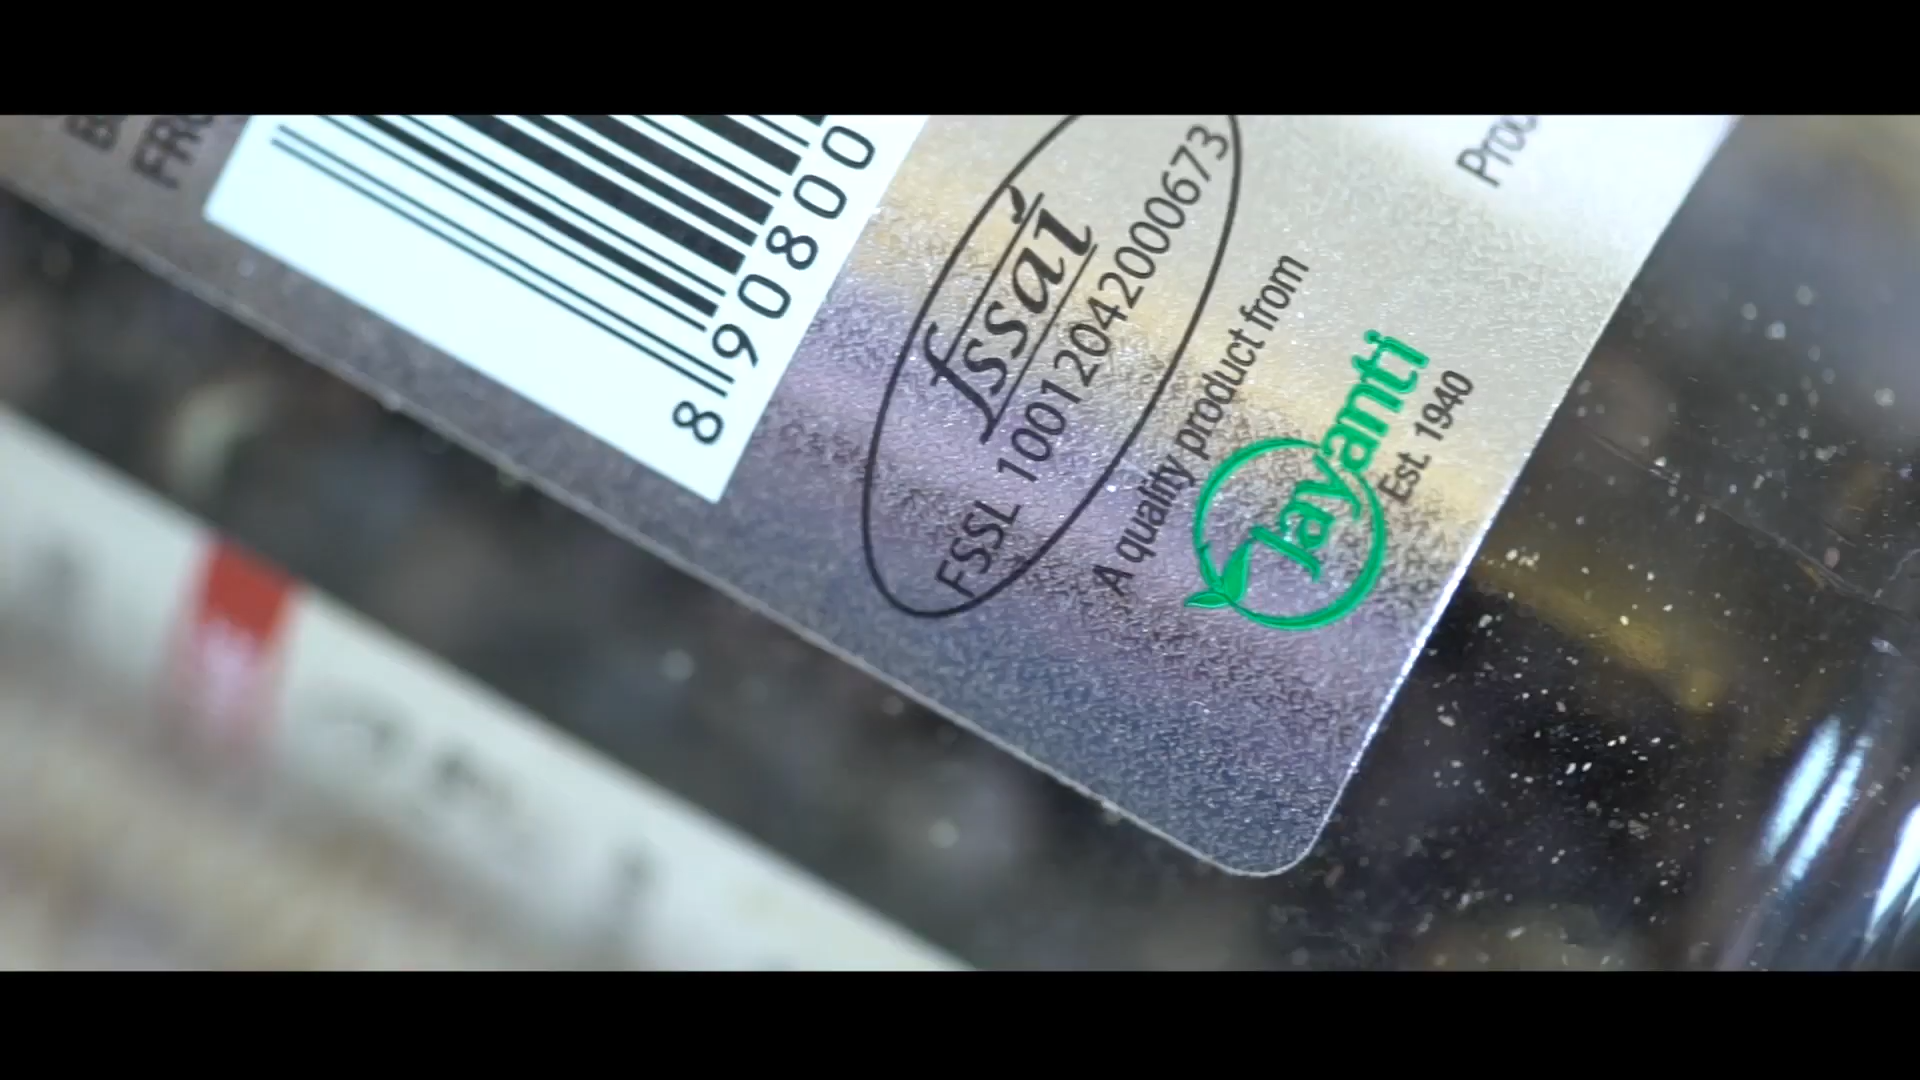 890800
fssai
FSSL 10012042000673
A quality product from
Jayanti
Est. 1940